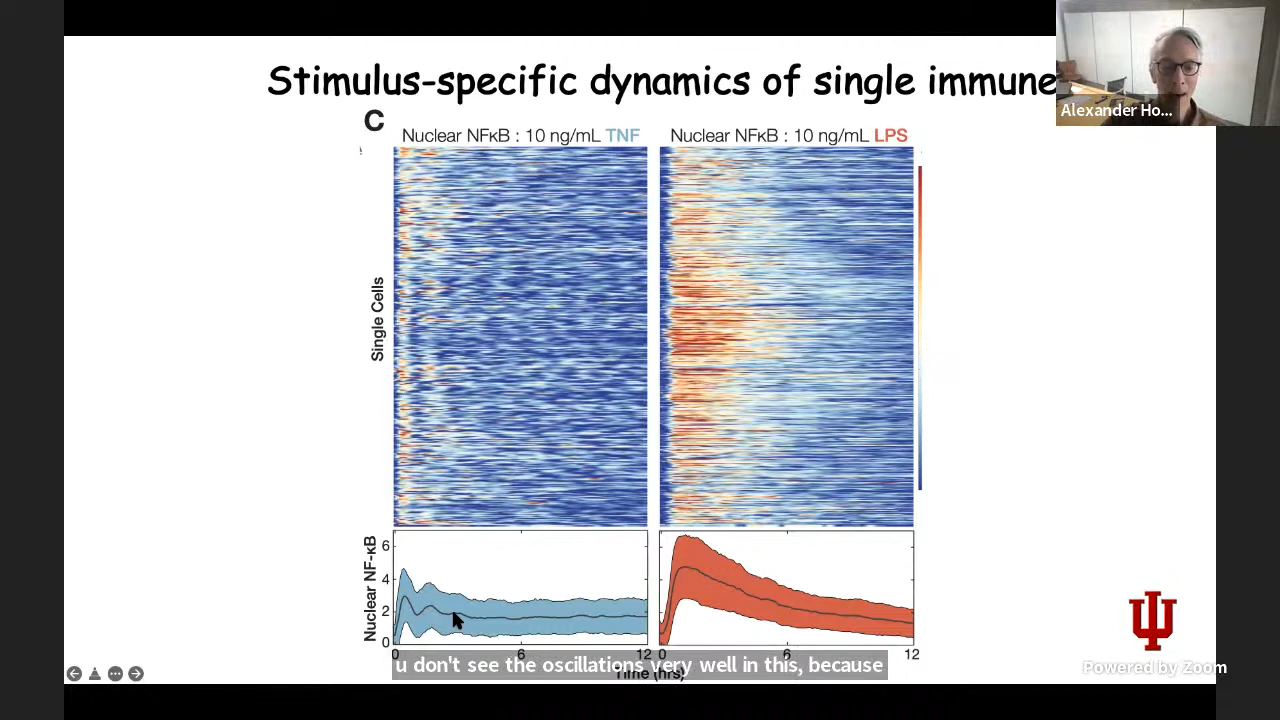 Stimulus-specific dynamics of single immune
Alexander Ho...
C
Nuclear NFκB : 10 ng/mL TNF
Nuclear NFκB : 10 ng/mL LPS
Single Cells
Nuclear NF-κB
6
4
2
0
0
6
12
0
6
12
Time (hrs)
u don't see the oscillations very well in this, because
Powered by Zoom